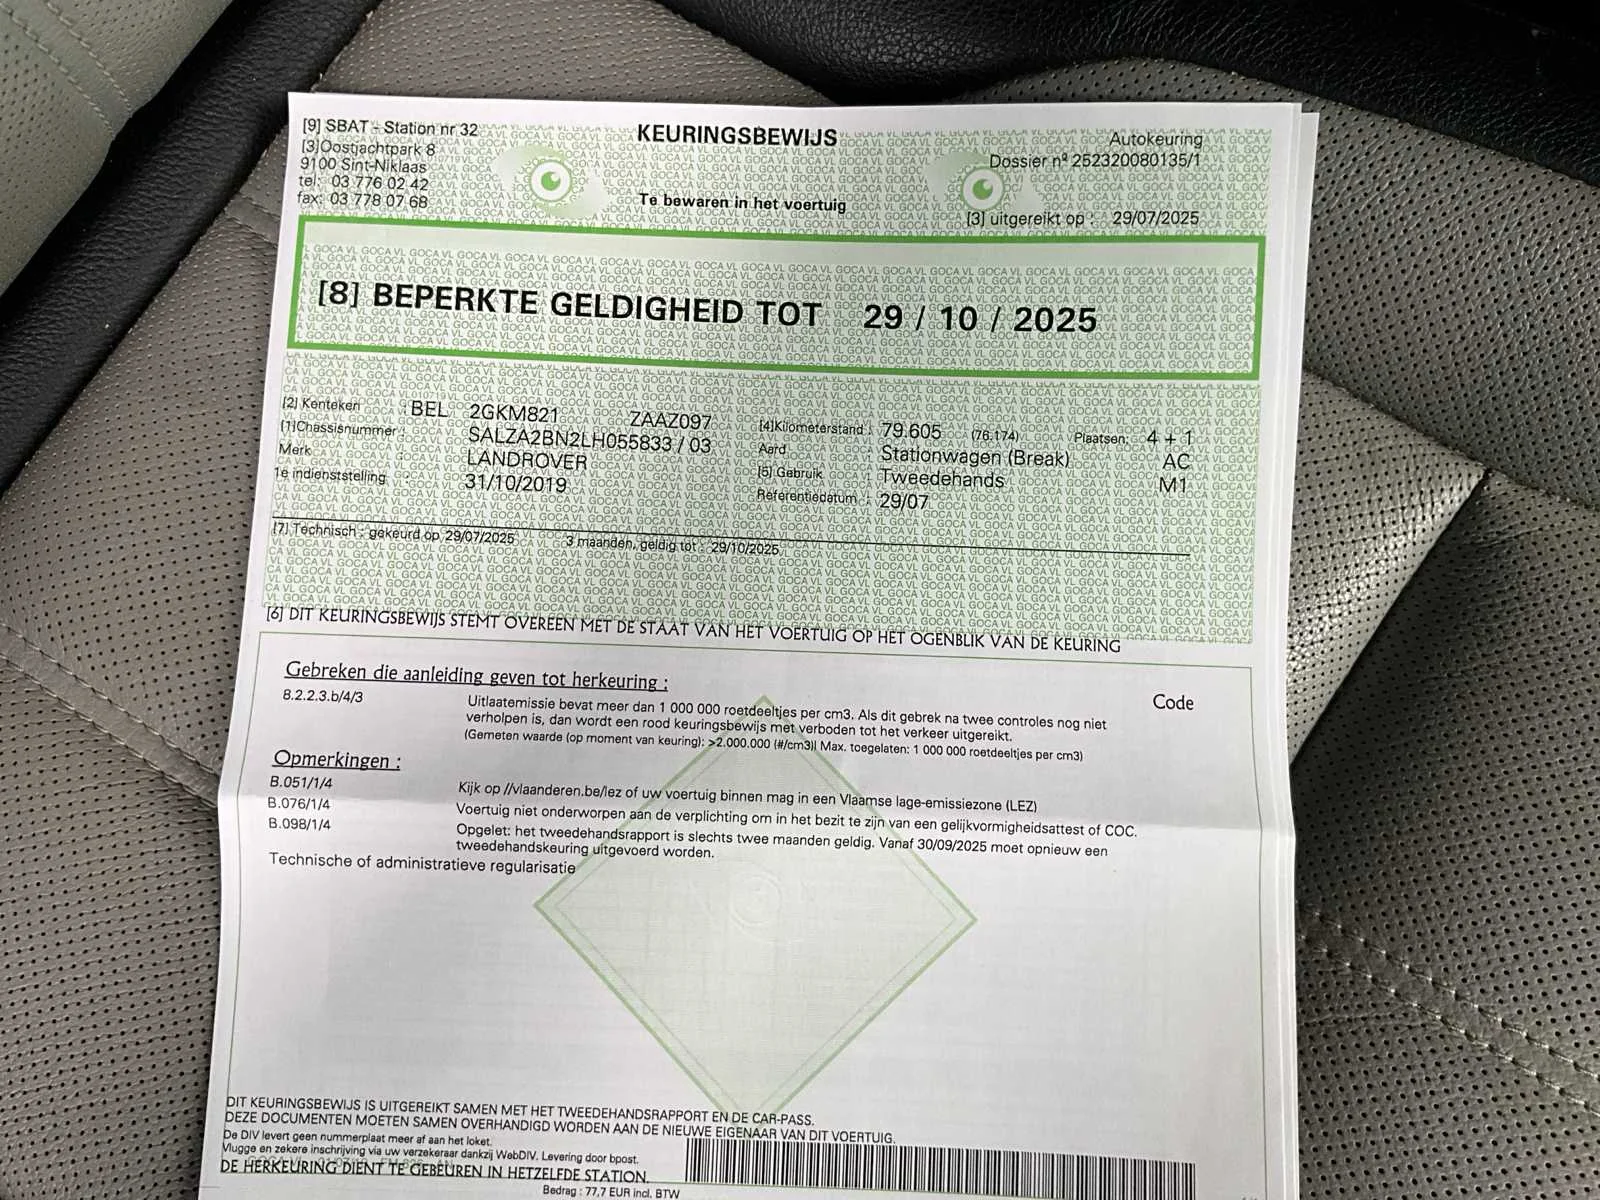 [9] SBAT - Station nr 32
[3]Oostjachtpark 8
9100 Sint-Niklaas
tel: 03 776 02 42
fax: 03 778 07 68
KEURINGSBEWIJS
Te bewaren in het voertuig
Autokeuring
Dossier nº 252320080135/1
[3] uitgereikt op : 29/07/2025
[8] BEPERKTE GELDIGHEID TOT 29 / 10 / 2025
[2] Kenteken : BEL 2GKM821 ZAAZ097
[1]Chassisnummer : SALZA2BN2LH055833 / 03
Merk : LANDROVER
1e indienststelling : 31/10/2019
[4]Kilometerstand : 79.605 (76.174) Plaatsen: 4 + 1
Aard : Stationwagen (Break) AC
[5] Gebruik : Tweedehands M1
Referentiedatum : 29/07
[7] Technisch : gekeurd op 29/07/2025 3 maanden, geldig tot : 29/10/2025
[6] DIT KEURINGSBEWIJS STEMT OVEREEN MET DE STAAT VAN HET VOERTUIG OP HET OGENBLIK VAN DE KEURING
Gebreken die aanleiding geven tot herkeuring : Code
8.2.2.3.b/4/3 Uitlaatemissie bevat meer dan 1 000 000 roetdeeltjes per cm3. Als dit gebrek na twee controles nog niet
verholpen is, dan wordt een rood keuringsbewijs met verboden tot het verkeer uitgereikt.
(Gemeten waarde (op moment van keuring): >2.000.000 (#/cm3)| Max. toegelaten: 1 000 000 roetdeeltjes per cm3)
Opmerkingen :
B.051/1/4 Kijk op //vlaanderen.be/lez of uw voertuig binnen mag in een Vlaamse lage-emissiezone (LEZ)
B.076/1/4 Voertuig niet onderworpen aan de verplichting om in het bezit te zijn van een gelijkvormigheidsattest of COC.
B.098/1/4 Opgelet: het tweedehandsrapport is slechts twee maanden geldig. Vanaf 30/09/2025 moet opnieuw een
tweedehandskeuring uitgevoerd worden.
Technische of administratieve regularisatie
DIT KEURINGSBEWIJS IS UITGEREIKT SAMEN MET HET TWEEDEHANDSRAPPORT EN DE CAR-PASS.
DEZE DOCUMENTEN MOETEN SAMEN OVERHANDIGD WORDEN AAN DE NIEUWE EIGENAAR VAN DIT VOERTUIG.
De DIV levert geen nummerplaat meer af aan het loket.
Vlugge en zekere inschrijving via uw verzekeraar dankzij WebDIV. Levering door bpost.
DE HERKEURING DIENT TE GEBEUREN IN HETZELFDE STATION.
Bedrag : 77,7 EUR incl. BTW